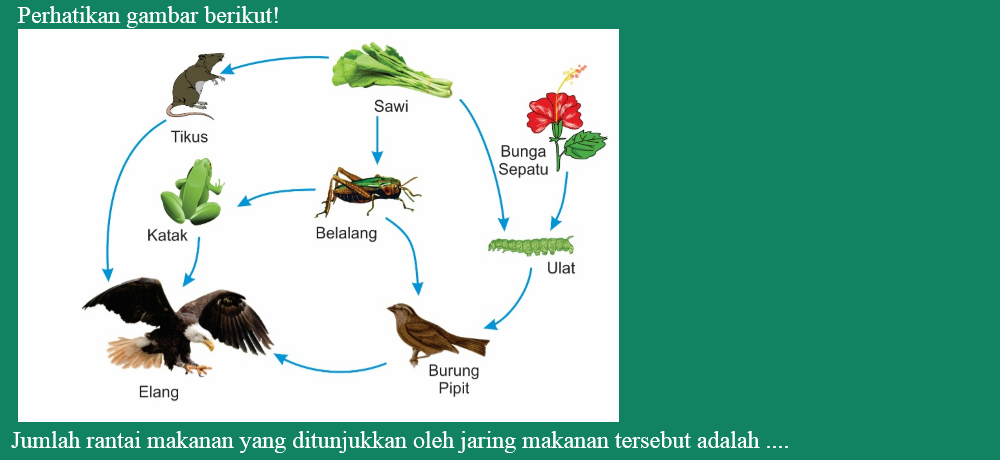 Perhatikan gambar berikut!
Sawi
Tikus
Bunga
Sepatu
Katak
Belalang
Ulat
Burung
Pipit
Elang
Jumlah rantai makanan yang ditunjukkan oleh jaring makanan tersebut adalah ....